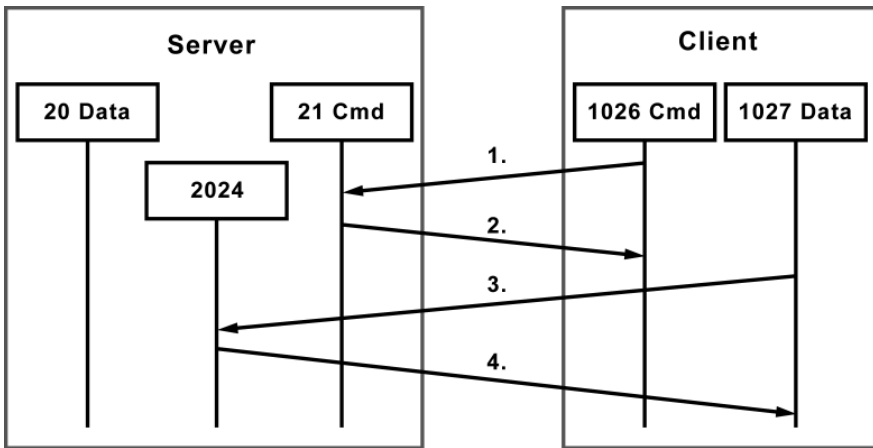 Server
Client
20 Data
21 Cmd
1026 Cmd
1027 Data
2024
1.
2.
3.
4.